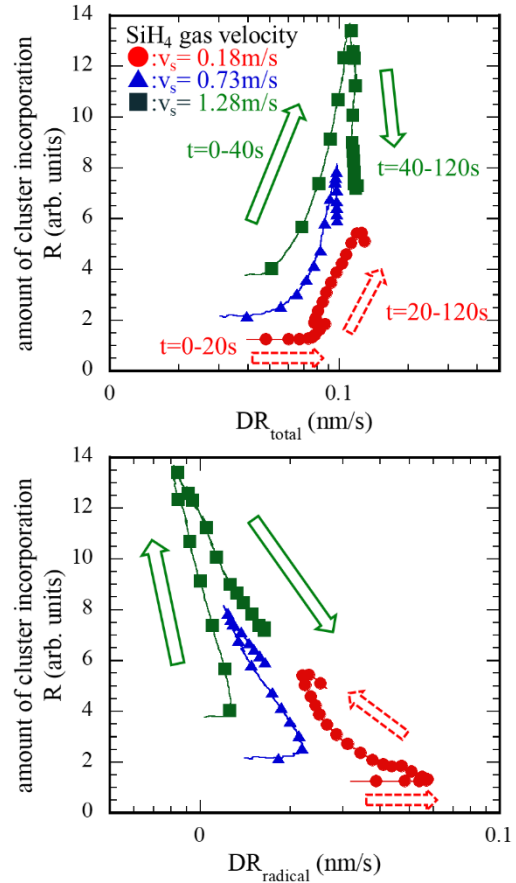 14
12
10
8
6
4
2
0
amount of cluster incorporation
R (arb. units)
SiH4 gas velocity
:vs= 0.18m/s
:vs= 0.73m/s
:vs= 1.28m/s
t=0-40s
t=40-120s
t=20-120s
t=0-20s
0
0.1
DRtotal (nm/s)
14
12
10
8
6
4
2
0
amount of cluster incorporation
R (arb. units)
0
0.1
DRradical (nm/s)